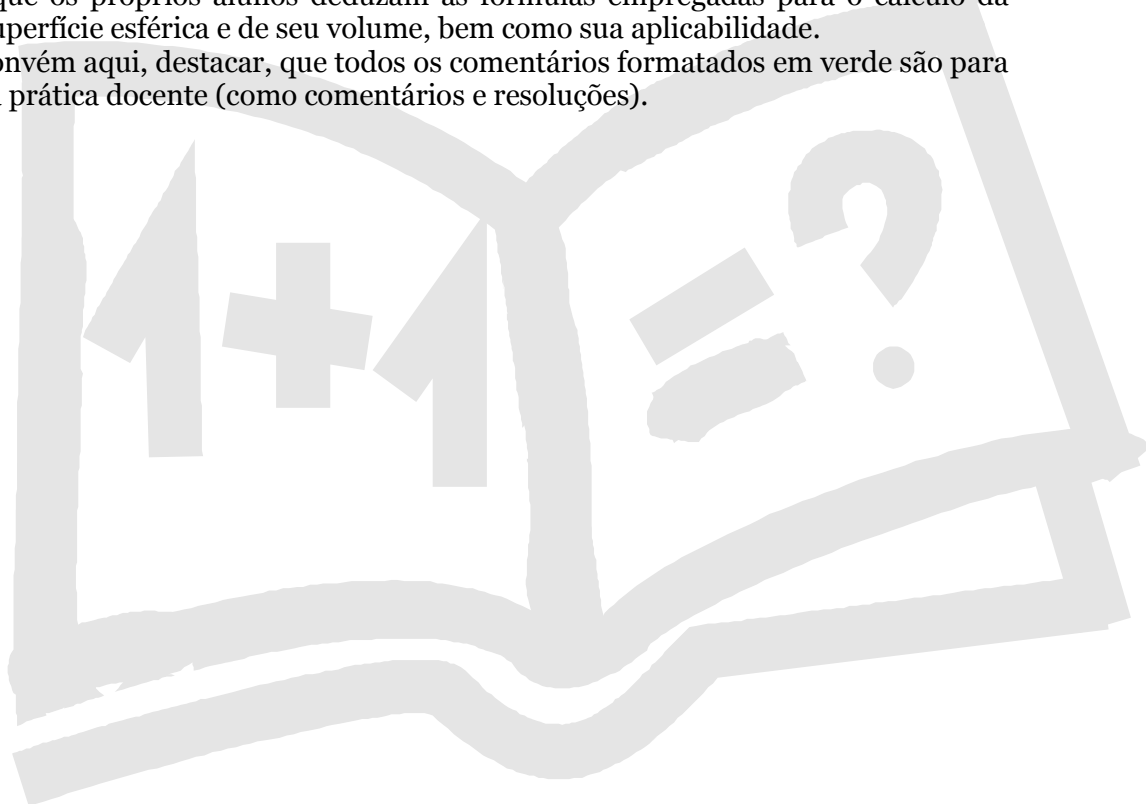 que os próprios alunos deduzam as fórmulas empregadas para o cálculo da
uperfície esférica e de seu volume, bem como sua aplicabilidade.
onvém aqui, destacar, que todos os comentários formatados em verde são para
prática docente (como comentários e resoluções).
1+1=?